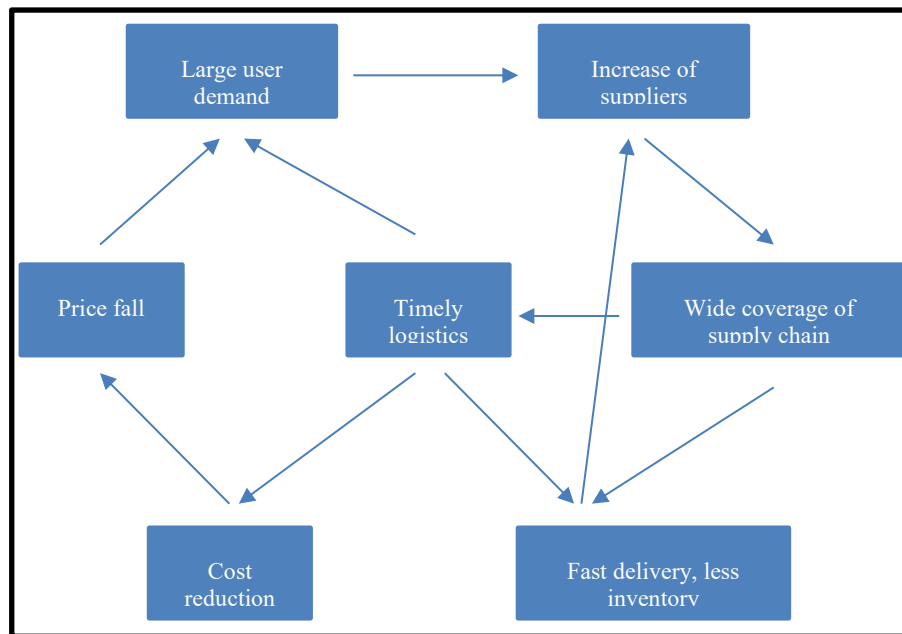 Large user
demand
Increase of
suppliers
Price fall
Timely
logistics
Wide coverage of
supply chain
Cost
reduction
Fast delivery, less
inventory